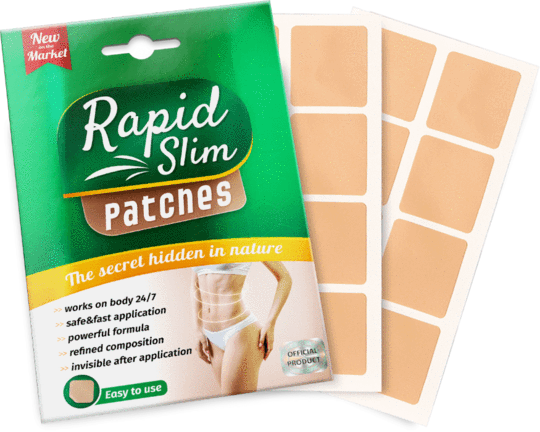 New
on the
Market
Rapid
Slim
Patches
The secret hidden in nature
>> works on body 24/7
>> safe&fast application
>> powerful formula
>> refined composition
>> invisible after application
OFFICIAL
PRODUCT
Easy to use